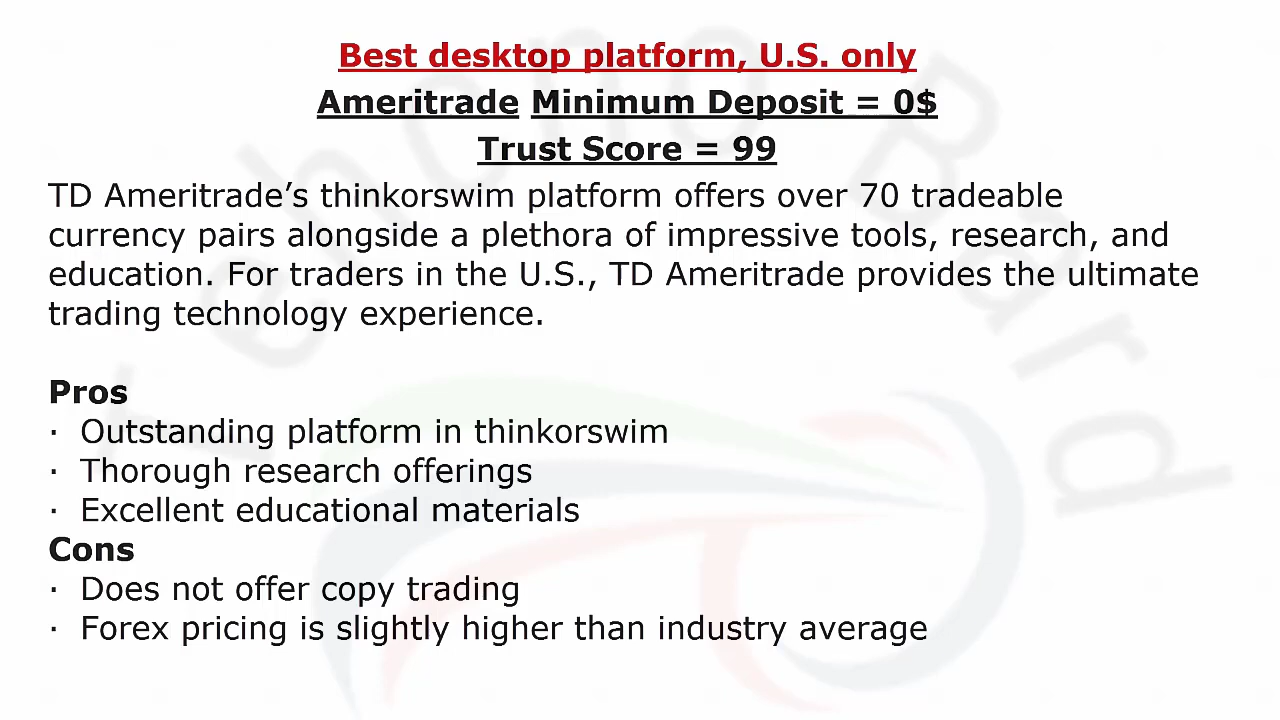 Best desktop platform, U.S. only
Ameritrade Minimum Deposit = 0$
Trust Score = 99
TD Ameritrade’s thinkorswim platform offers over 70 tradeable
currency pairs alongside a plethora of impressive tools, research, and
education. For traders in the U.S., TD Ameritrade provides the ultimate
trading technology experience.
Pros
· Outstanding platform in thinkorswim
· Thorough research offerings
· Excellent educational materials
Cons
· Does not offer copy trading
· Forex pricing is slightly higher than industry average
Tehno Bard